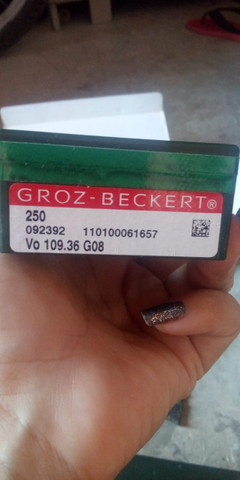 GROZ-BECKERT®
250
092392 110100061657
Vo 109.36 G08